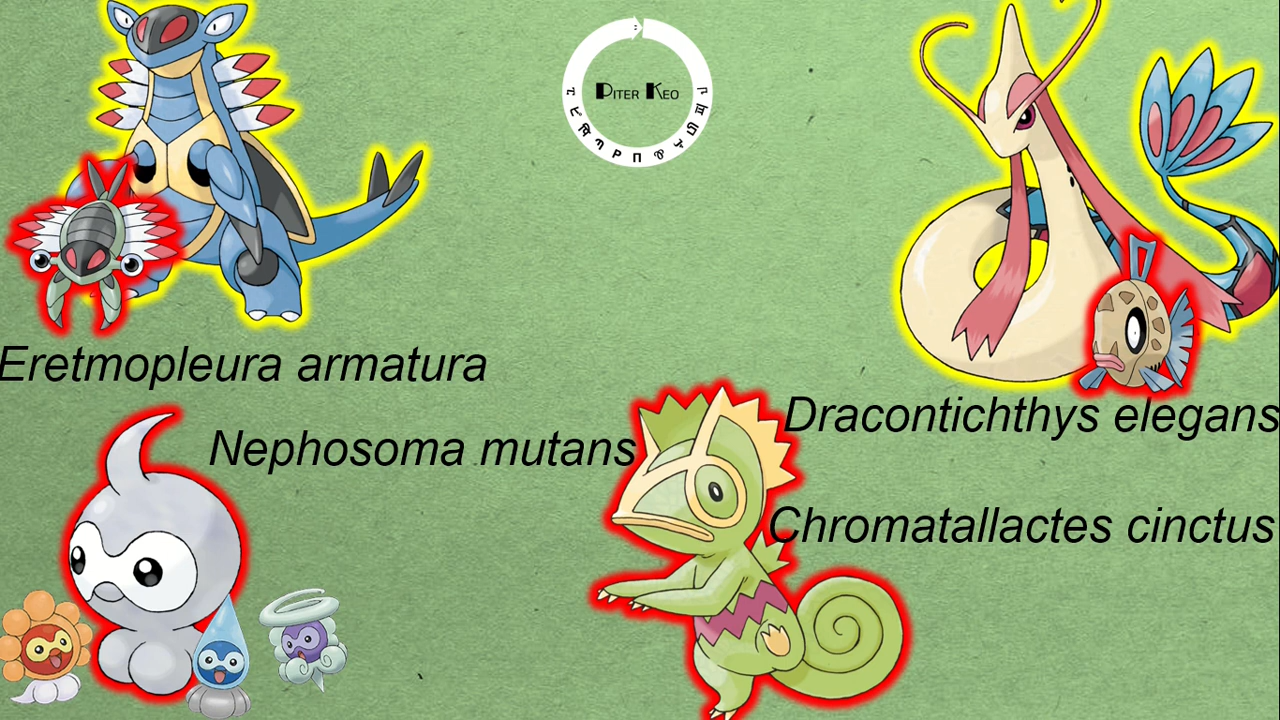 PITER KEO
Eretmopleura armatura
Dracontichthys elegans
Nephosoma mutans
Chromatallactes cinctus